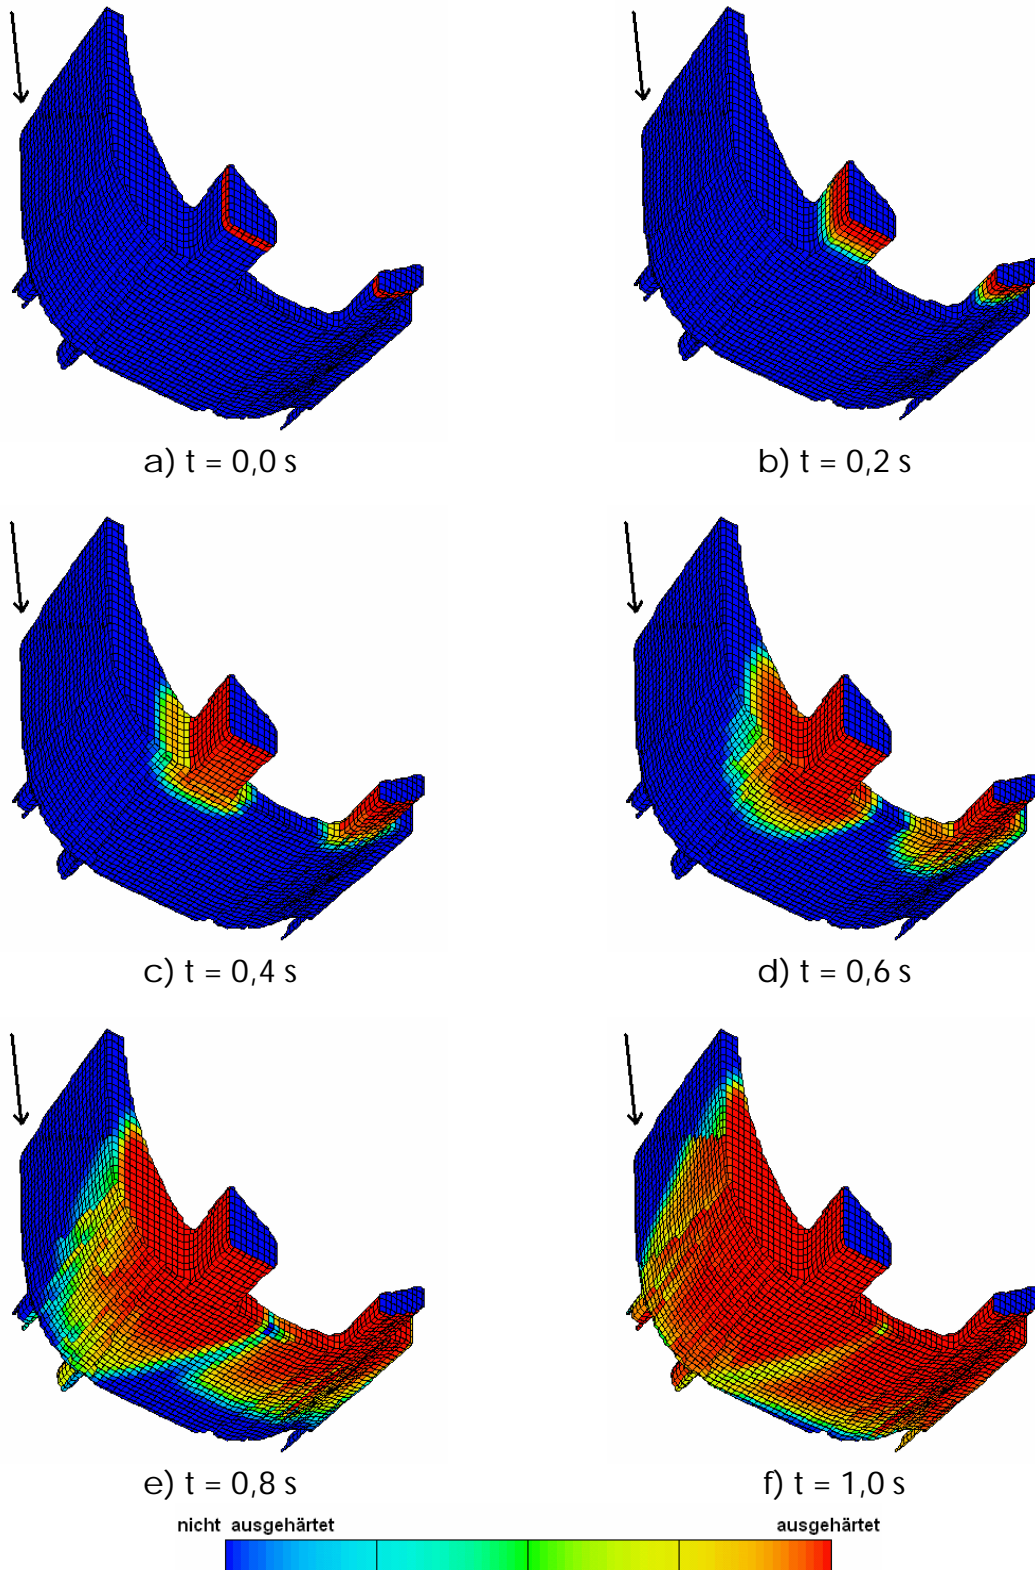 a) t = 0,0 s
b) t = 0,2 s
c) t = 0,4 s
d) t = 0,6 s
e) t = 0,8 s
f) t = 1,0 s
nicht ausgehärtet
ausgehärtet